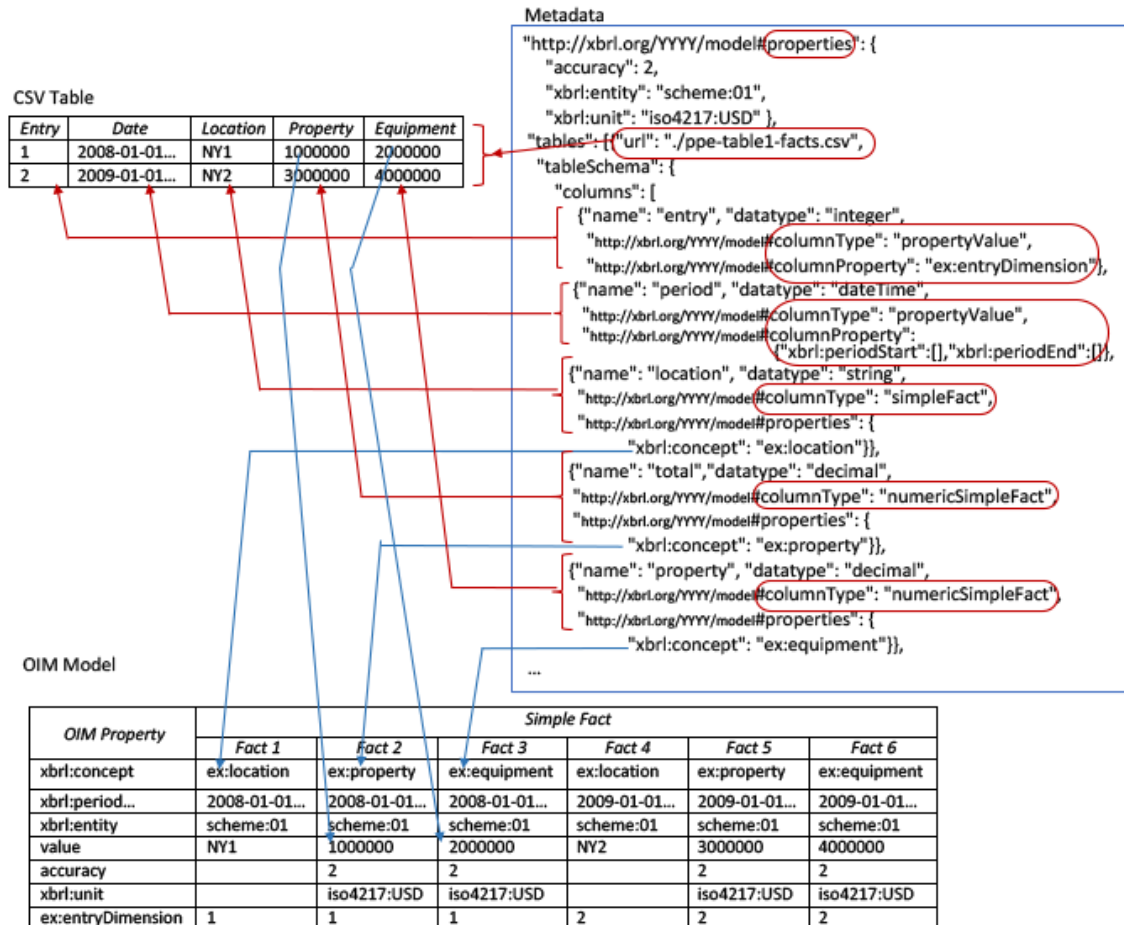 Metadata
"http://xbrl.org/YYYY/model#properties": {
"accuracy": 2,
"xbrl:entity": "scheme:01",
"xbrl:unit": "iso4217:USD" },
"tables": [{"url": "./ppe-table1-facts.csv",
"tableSchema": {
"columns": [
{"name": "entry", "datatype": "integer",
"http://xbrl.org/YYYY/model#columnType": "propertyValue",
"http://xbrl.org/YYYY/model#columnProperty": "ex:entryDimension"},
{"name": "period", "datatype": "dateTime",
"http://xbrl.org/YYYY/model#columnType": "propertyValue",
"http://xbrl.org/YYYY/model#columnProperty":
{"xbrl:periodStart":[],"xbrl:periodEnd":[]},
{"name": "location", "datatype": "string",
"http://xbrl.org/YYYY/model#columnType": "simpleFact",
"http://xbrl.org/YYYY/model#properties": {
"xbrl:concept": "ex:location"}},
{"name": "total","datatype": "decimal",
"http://xbrl.org/YYYY/model#columnType": "numericSimpleFact",
"http://xbrl.org/YYYY/model#properties": {
"xbrl:concept": "ex:property"}},
{"name": "property", "datatype": "decimal",
"http://xbrl.org/YYYY/model#columnType": "numericSimpleFact",
"http://xbrl.org/YYYY/model#properties": {
"xbrl:concept": "ex:equipment"}},
...
CSV Table
Entry Date Location Property Equipment
1 2008-01-01... NY1 1000000 2000000
2 2009-01-01... NY2 3000000 4000000
OIM Model
OIM Property Simple Fact
Fact 1 Fact 2 Fact 3 Fact 4 Fact 5 Fact 6
xbrl:concept ex:location ex:property ex:equipment ex:location ex:property ex:equipment
xbrl:period... 2008-01-01... 2008-01-01... 2008-01-01... 2009-01-01... 2009-01-01... 2009-01-01...
xbrl:entity scheme:01 scheme:01 scheme:01 scheme:01 scheme:01 scheme:01
value NY1 1000000 2000000 NY2 3000000 4000000
accuracy 2 2 2 2
xbrl:unit iso4217:USD iso4217:USD iso4217:USD iso4217:USD
ex:entryDimension 1 1 1 2 2 2